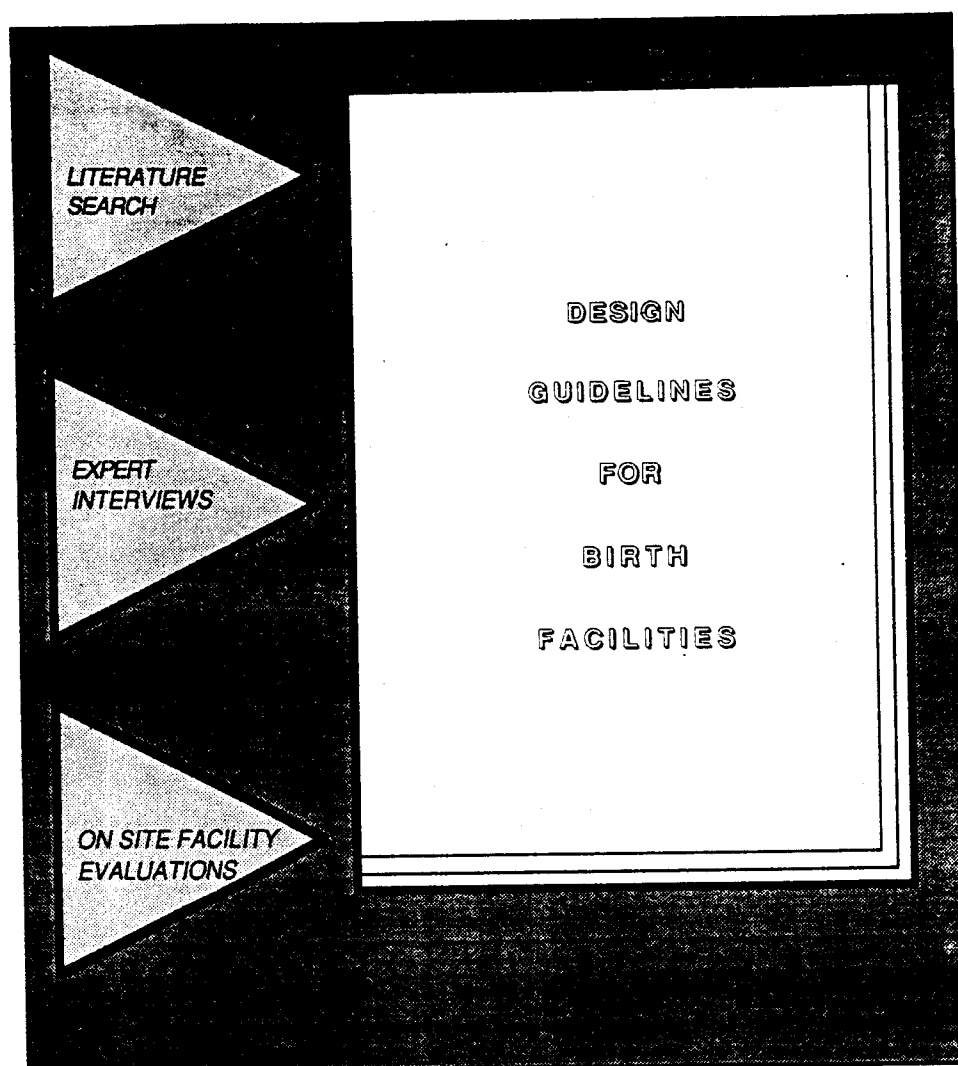 LITERATURE
SEARCH
EXPERT
INTERVIEWS
ON SITE FACILITY
EVALUATIONS
DESIGN
GUIDELINES
FOR
BIRTH
FACILITIES